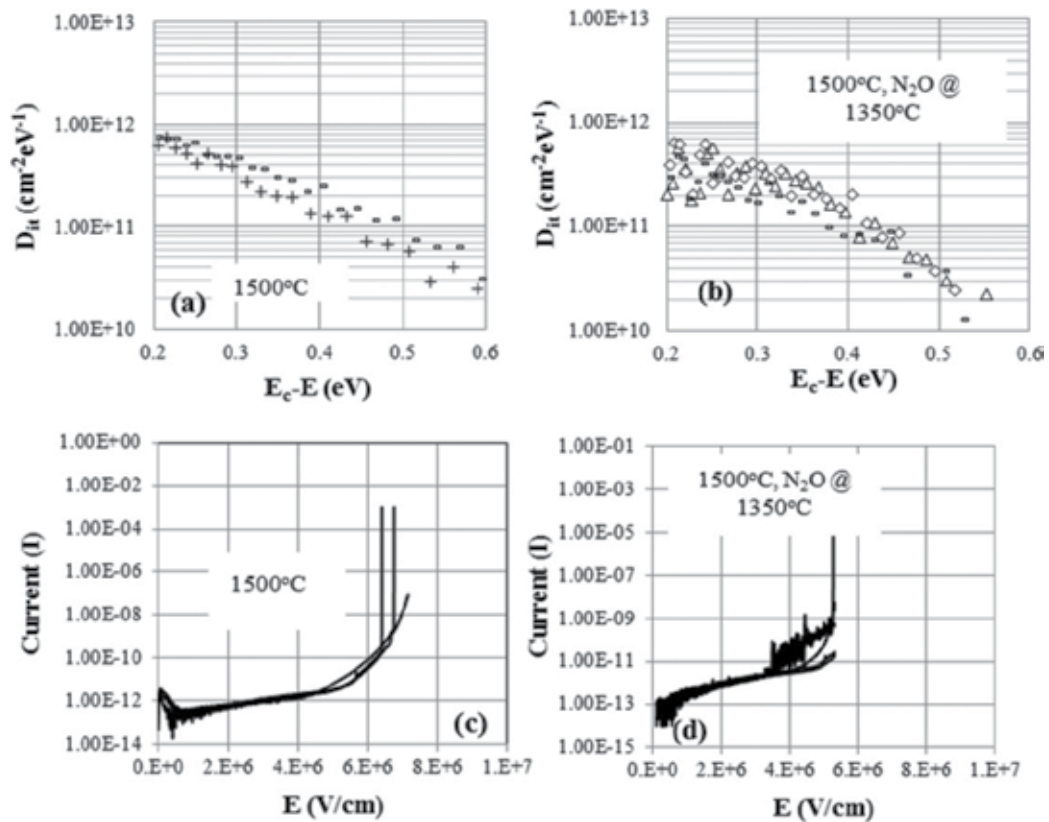 1.00E+13
1.00E+12
1.00E+11
1.00E+10
Dit (cm-2eV-1)
(a)
1500°C
0.2 0.3 0.4 0.5 0.6
Ec-E (eV)
1.00E+13
1.00E+12
1.00E+11
1.00E+10
Dit (cm-2eV-1)
1500°C, N2O @
1350°C
(b)
0.2 0.3 0.4 0.5 0.6
Ec-E (eV)
1.00E+00
1.00E-02
1.00E-04
1.00E-06
1.00E-08
1.00E-10
1.00E-12
1.00E-14
Current (I)
1500°C
(c)
0.E+0 2.E+6 4.E+6 6.E+6 8.E+6 1.E+7
E (V/cm)
1.00E-01
1.00E-03
1.00E-05
1.00E-07
1.00E-09
1.00E-11
1.00E-13
1.00E-15
Current (I)
1500°C, N2O @
1350°C
(d)
0.E+0 2.E+6 4.E+6 6.E+6 8.E+6 1.E+7
E (V/cm)